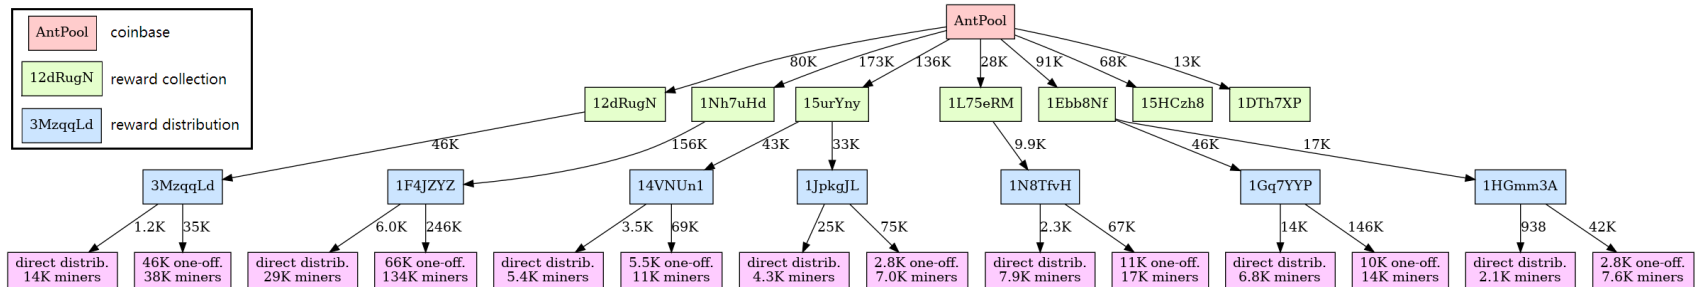 AntPool
coinbase
12dRugN
reward collection
3MzqqLd
reward distribution
AntPool
80K
173K
136K
28K
91K
68K
13K
12dRugN
1Nh7uHd
15urYny
1L75eRM
1Ebb8Nf
15HCzh8
1DTh7XP
46K
156K
43K
33K
9.9K
46K
17K
3MzqqLd
1F4JZYZ
14VNUn1
1JpkgJL
1N8TfvH
1Gq7YYP
1HGmm3A
1.2K
35K
6.0K
246K
3.5K
69K
25K
75K
2.3K
67K
14K
146K
938
42K
direct distrib.
14K miners
46K one-off.
38K miners
direct distrib.
29K miners
66K one-off.
134K miners
direct distrib.
5.4K miners
5.5K one-off.
11K miners
direct distrib.
4.3K miners
2.8K one-off.
7.0K miners
direct distrib.
7.9K miners
11K one-off.
17K miners
direct distrib.
6.8K miners
10K one-off.
14K miners
direct distrib.
2.1K miners
2.8K one-off.
7.6K miners